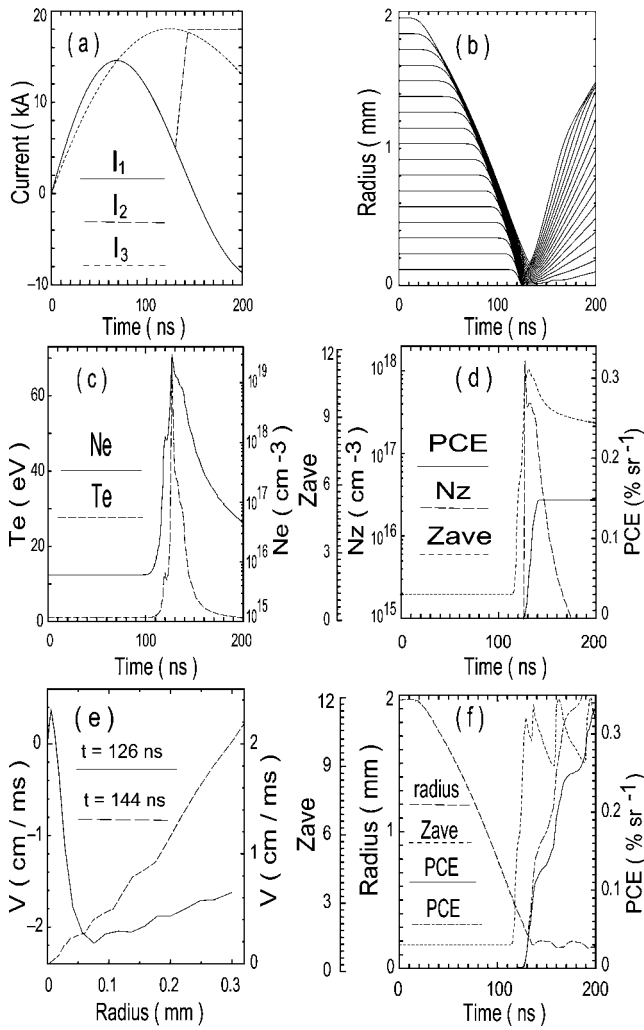 (a)
20
10
0
−10
Current ( kA )
I1
I2
I3
0
100
200
Time ( ns )
(b)
2
1
0
Radius ( mm )
0
100
200
Time ( ns )
(c)
60
40
20
0
Te ( eV )
Ne
Te
10^19
10^18
10^17
10^16
10^15
Ne ( cm -3 )
0
100
200
Time ( ns )
12
9
6
3
0
Zave
(d)
10^18
10^17
10^16
10^15
Nz ( cm -3 )
PCE
Nz
Zave
0.3
0.2
0.1
0
PCE ( % sr^-1 )
0
100
200
Time ( ns )
(e)
0
−1
−2
V ( cm / ms )
t = 126 ns
t = 144 ns
2
1
0
V ( cm / ms )
0
0.1
0.2
0.3
Radius ( mm )
12
9
6
3
0
Zave
(f)
2
1
0
Radius ( mm )
radius
Zave
PCE
PCE
0.3
0.2
0.1
0
PCE ( % sr^-1 )
0
100
200
Time ( ns )